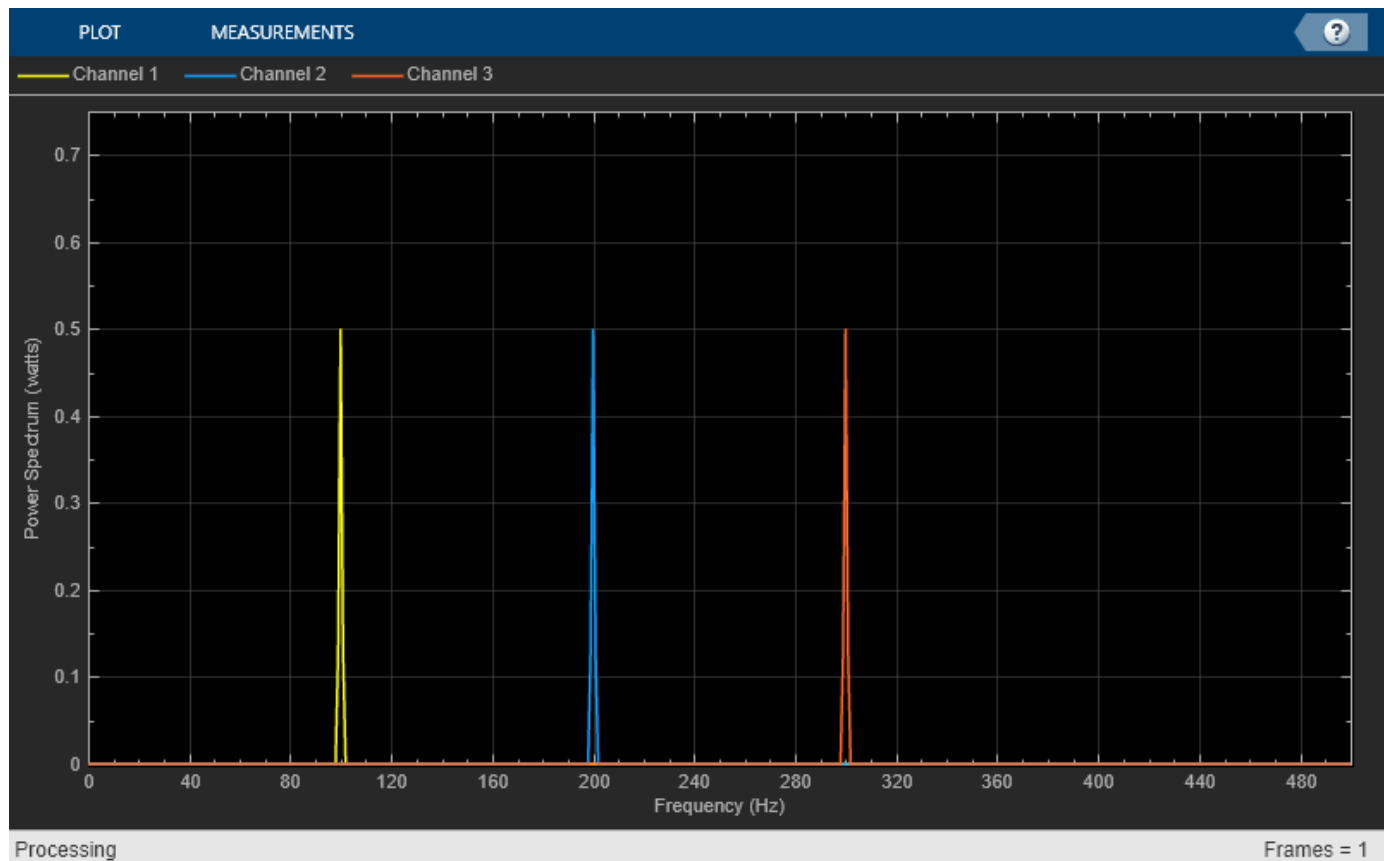 PLOT MEASUREMENTS ?
Channel 1 Channel 2 Channel 3
0.7
0.6
0.5
0.4
0.3
0.2
0.1
0
Power Spectrum (watts)
0 40 80 120 160 200 240 280 320 360 400 440 480
Frequency (Hz)
Processing Frames = 1